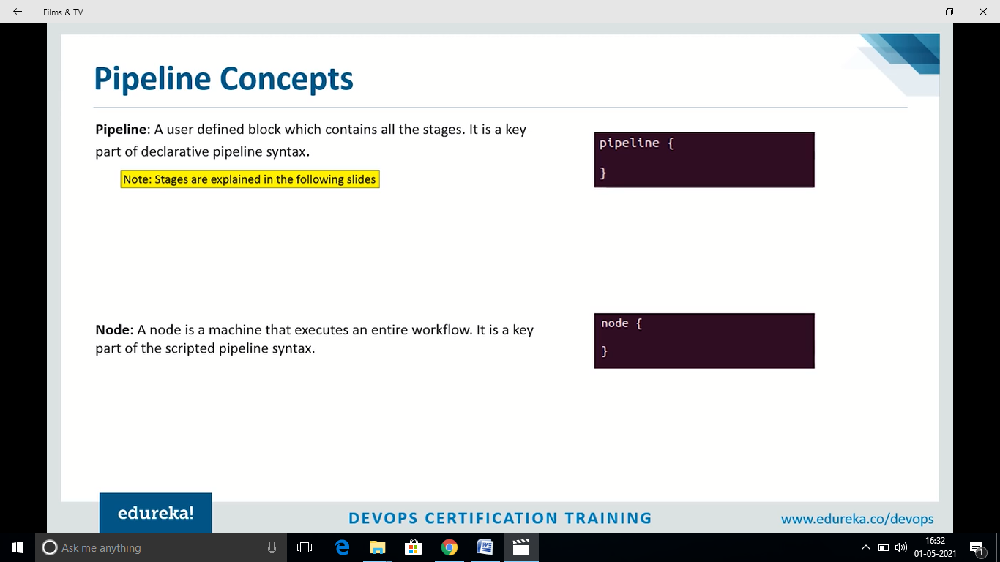 Films & TV
Pipeline Concepts
Pipeline: A user defined block which contains all the stages. It is a key
part of declarative pipeline syntax.
Note: Stages are explained in the following slides
pipeline {
}
Node: A node is a machine that executes an entire workflow. It is a key
part of the scripted pipeline syntax.
node {
}
edureka!
DEVOPS CERTIFICATION TRAINING
www.edureka.co/devops
Ask me anything
16:32
01-05-2021
1